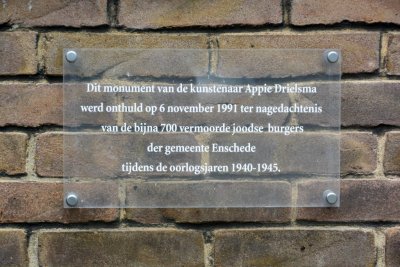 Dit monument van de kunstenaar Appie Drielsma
werd onthuld op 6 november 1991 ter nagedachtenis
van de bijna 700 vermoorde joodse burgers
der gemeente Enschede
tijdens de oorlogsjaren 1940-1945.